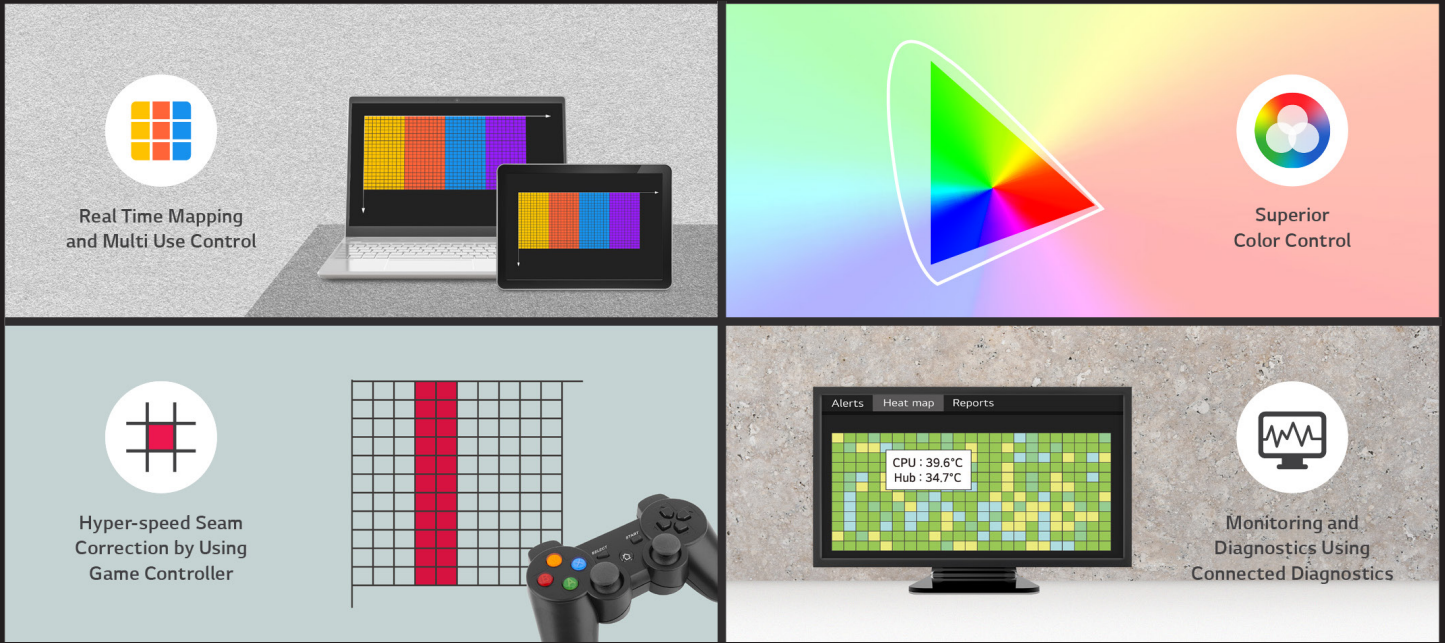 Real Time Mapping
and Multi Use Control
Superior
Color Control
Hyper-speed Seam
Correction by Using
Game Controller
SELECT
START
Alerts Heat map Reports
CPU : 39.6°C
Hub : 34.7°C
Monitoring and
Diagnostics Using
Connected Diagnostics